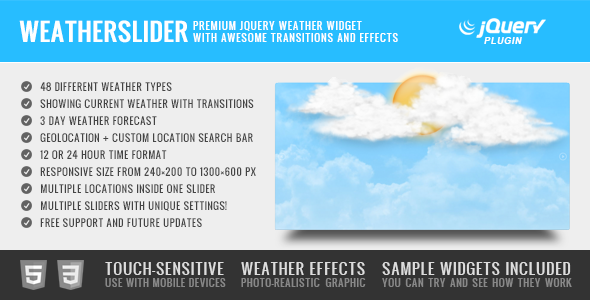 WEATHERSLIDER
PREMIUM JQUERY WEATHER WIDGET
WITH AWESOME TRANSITIONS AND EFFECTS
jQuery
PLUGIN
48 DIFFERENT WEATHER TYPES
SHOWING CURRENT WEATHER WITH TRANSITIONS
3 DAY WEATHER FORECAST
GEOLOCATION + CUSTOM LOCATION SEARCH BAR
12 OR 24 HOUR TIME FORMAT
RESPONSIVE SIZE FROM 240×200 TO 1300×600 PX
MULTIPLE LOCATIONS INSIDE ONE SLIDER
MULTIPLE SLIDERS WITH UNIQUE SETTINGS!
FREE SUPPORT AND FUTURE UPDATES
5
3
TOUCH-SENSITIVE
USE WITH MOBILE DEVICES
WEATHER EFFECTS
PHOTO-REALISTIC GRAPHIC
SAMPLE WIDGETS INCLUDED
YOU CAN TRY AND SEE HOW THEY WORK